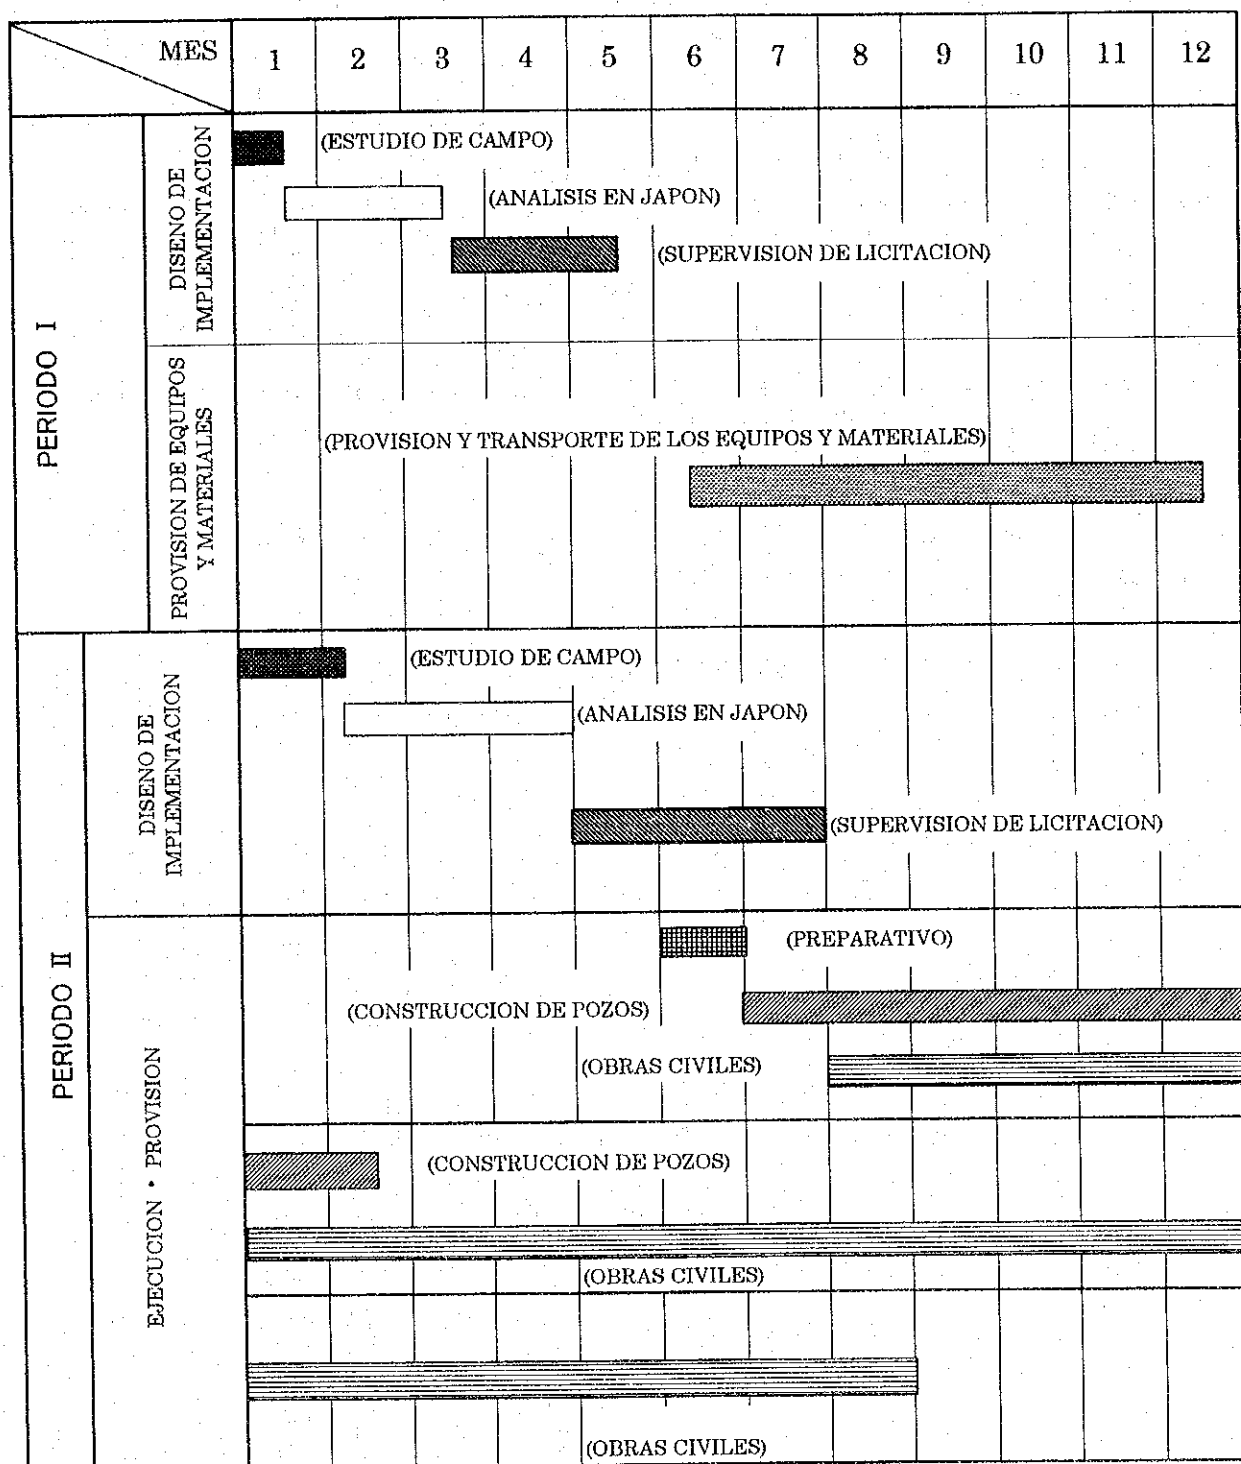 MES 1 2 3 4 5 6 7 8 9 10 11 12
PERIODO I
DISENO DE
IMPLEMENTACION
(ESTUDIO DE CAMPO)
(ANALISIS EN JAPON)
(SUPERVISION DE LICITACION)
PROVISION DE EQUIPOS
Y MATERIALES
(PROVISION Y TRANSPORTE DE LOS EQUIPOS Y MATERIALES)
PERIODO II
DISENO DE
IMPLEMENTACION
(ESTUDIO DE CAMPO)
(ANALISIS EN JAPON)
(SUPERVISION DE LICITACION)
EJECUCION • PROVISION
(PREPARATIVO)
(CONSTRUCCION DE POZOS)
(OBRAS CIVILES)
(CONSTRUCCION DE POZOS)
(OBRAS CIVILES)
(OBRAS CIVILES)